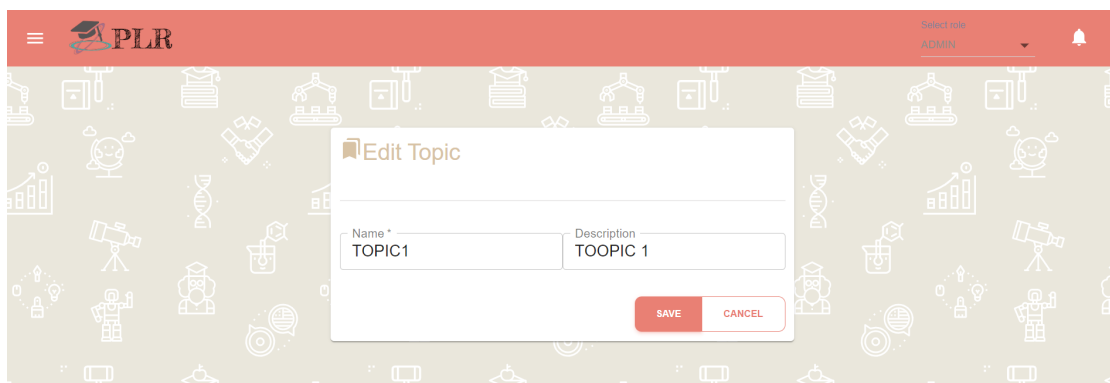 PLR
Select role
ADMIN
Edit Topic
Name *
TOPIC1
Description
TOOPIC 1
SAVE
CANCEL